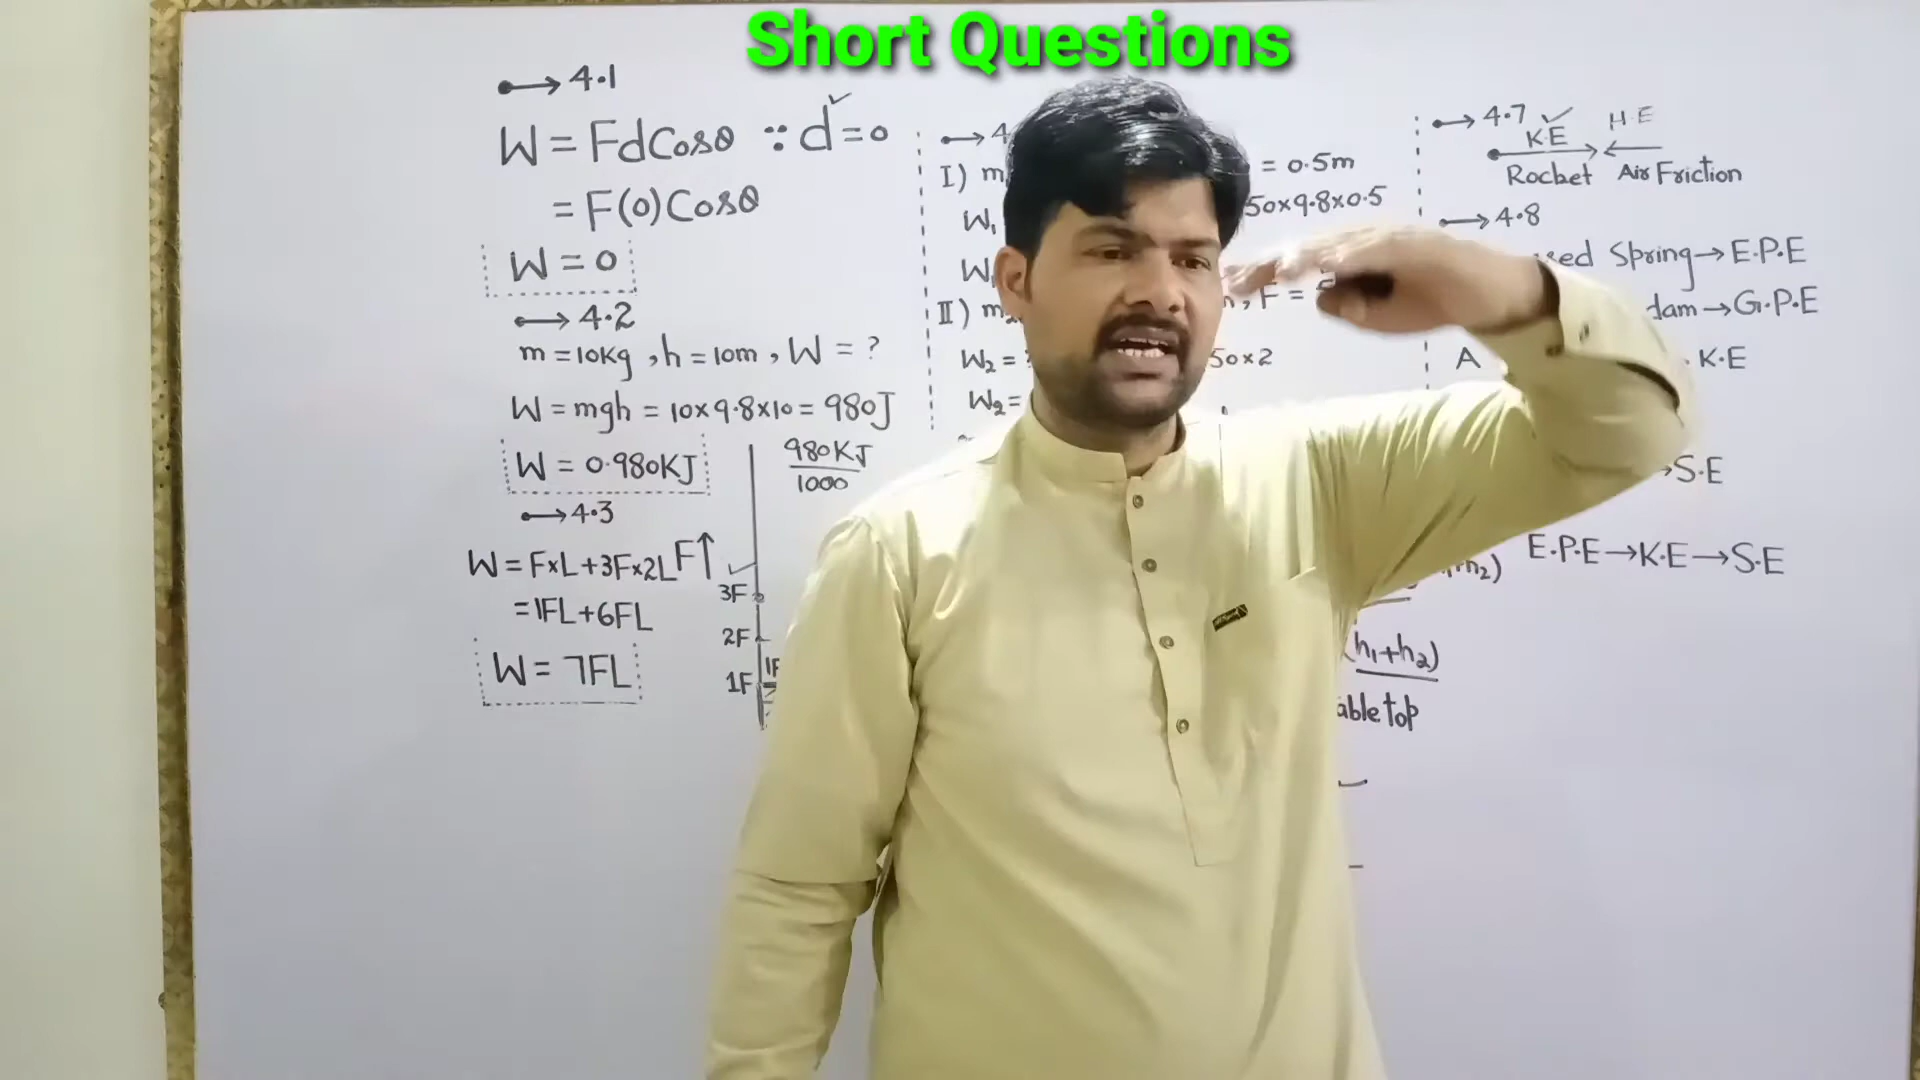 Short Questions
4.1
W = FdCosθ ∵ d = 0
= F(0)Cosθ
W = 0
4.2
m = 10Kg, h = 10m, W = ?
W = mgh = 10×9.8×10 = 980J
W = 0.980KJ
980KJ
1000
4.3
W = F×L+3F×2L F↑
= 1FL+6FL
W = 7FL
3F
2F
1F
4
I) m
= 0.5m
W₁
50×9.8×0.5
W
II) m₂
, F =
W₂ =
50×2
W₂ =
h₂)
(h₁+h₂)
top
4.7
K.E H.E
Rocket Air Friction
4.8
Spring→E.P.E
dam→G.P.E
A K.E
→S.E
E.P.E→K.E→S.E